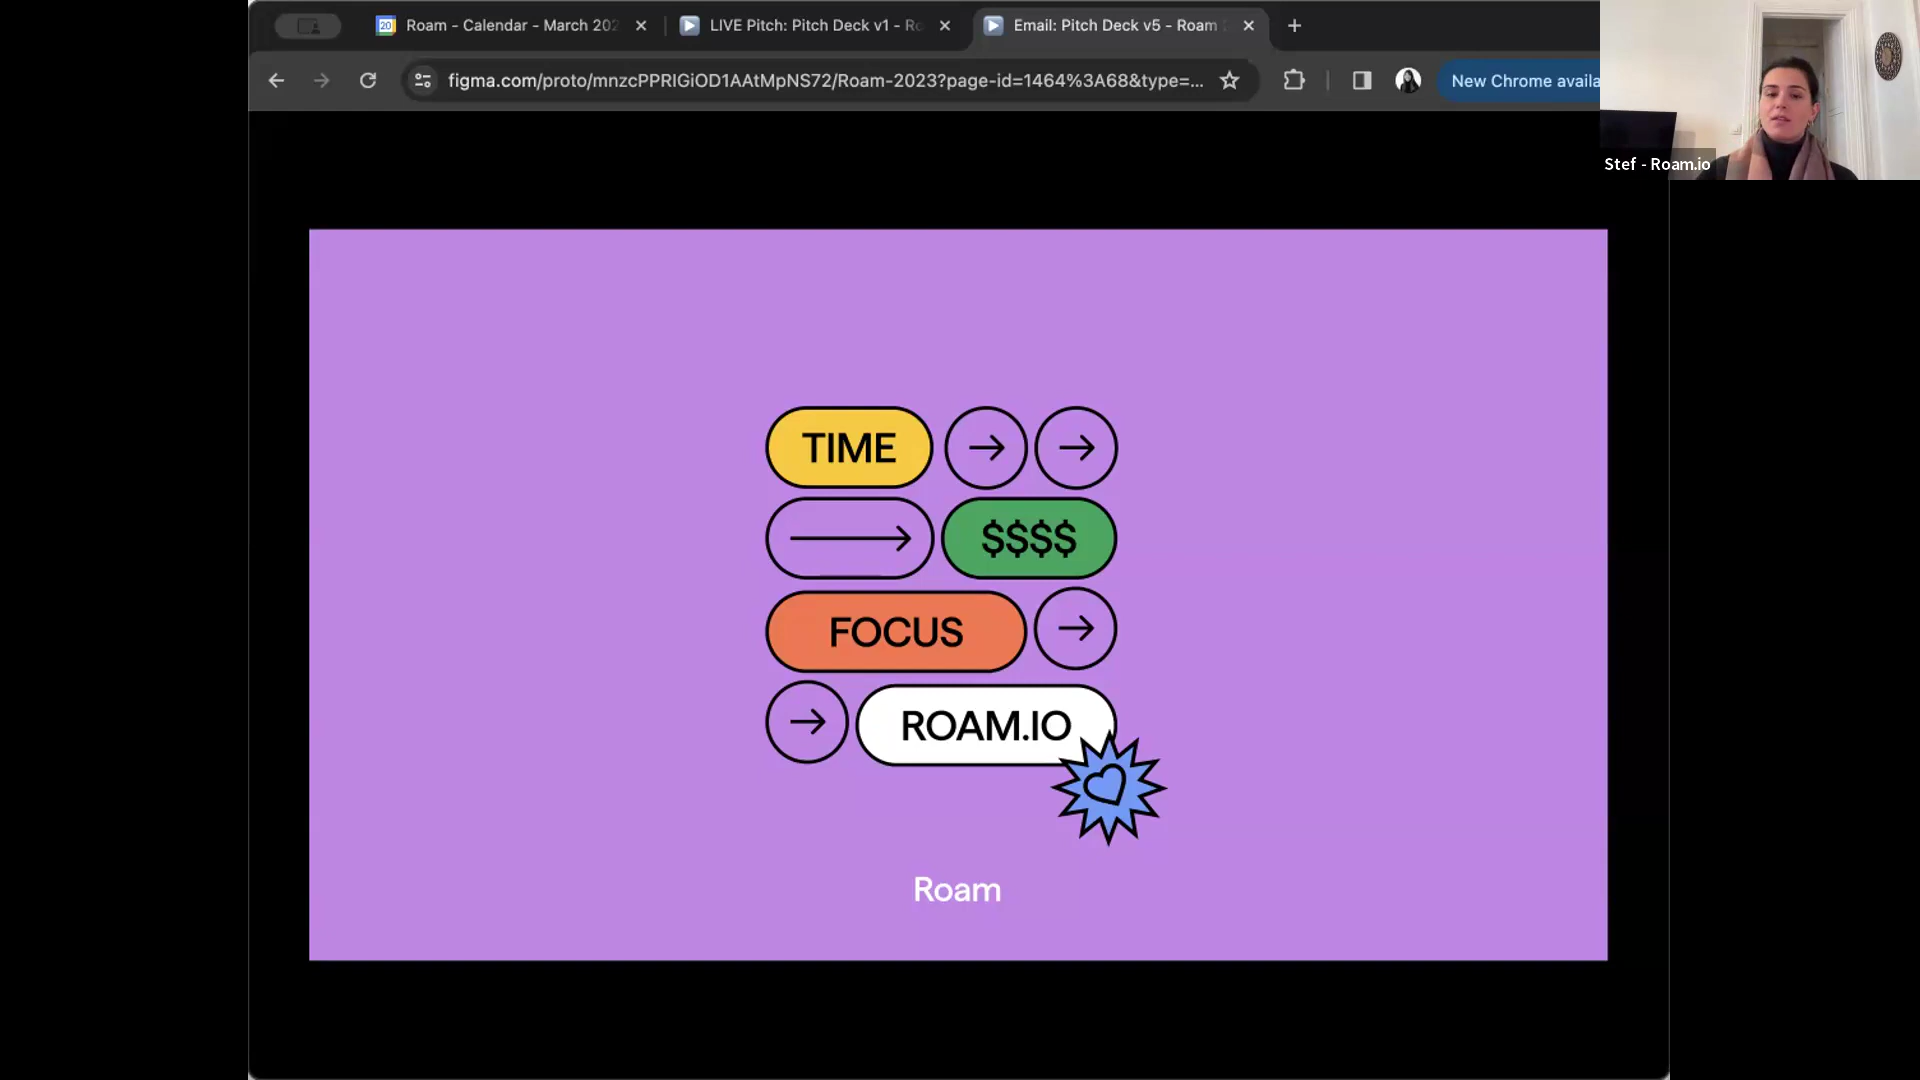 Roam - Calendar - March 202
LIVE Pitch: Pitch Deck v1 - Ro
Email: Pitch Deck v5 - Roam
20
figma.com/proto/mnzcPPRIGiOD1AAtMpNS72/Roam-2023?page-id=1464%3A68&type=...
New Chrome availa
Stef - Roam.io
TIME
$$$$
FOCUS
ROAM.IO
Roam